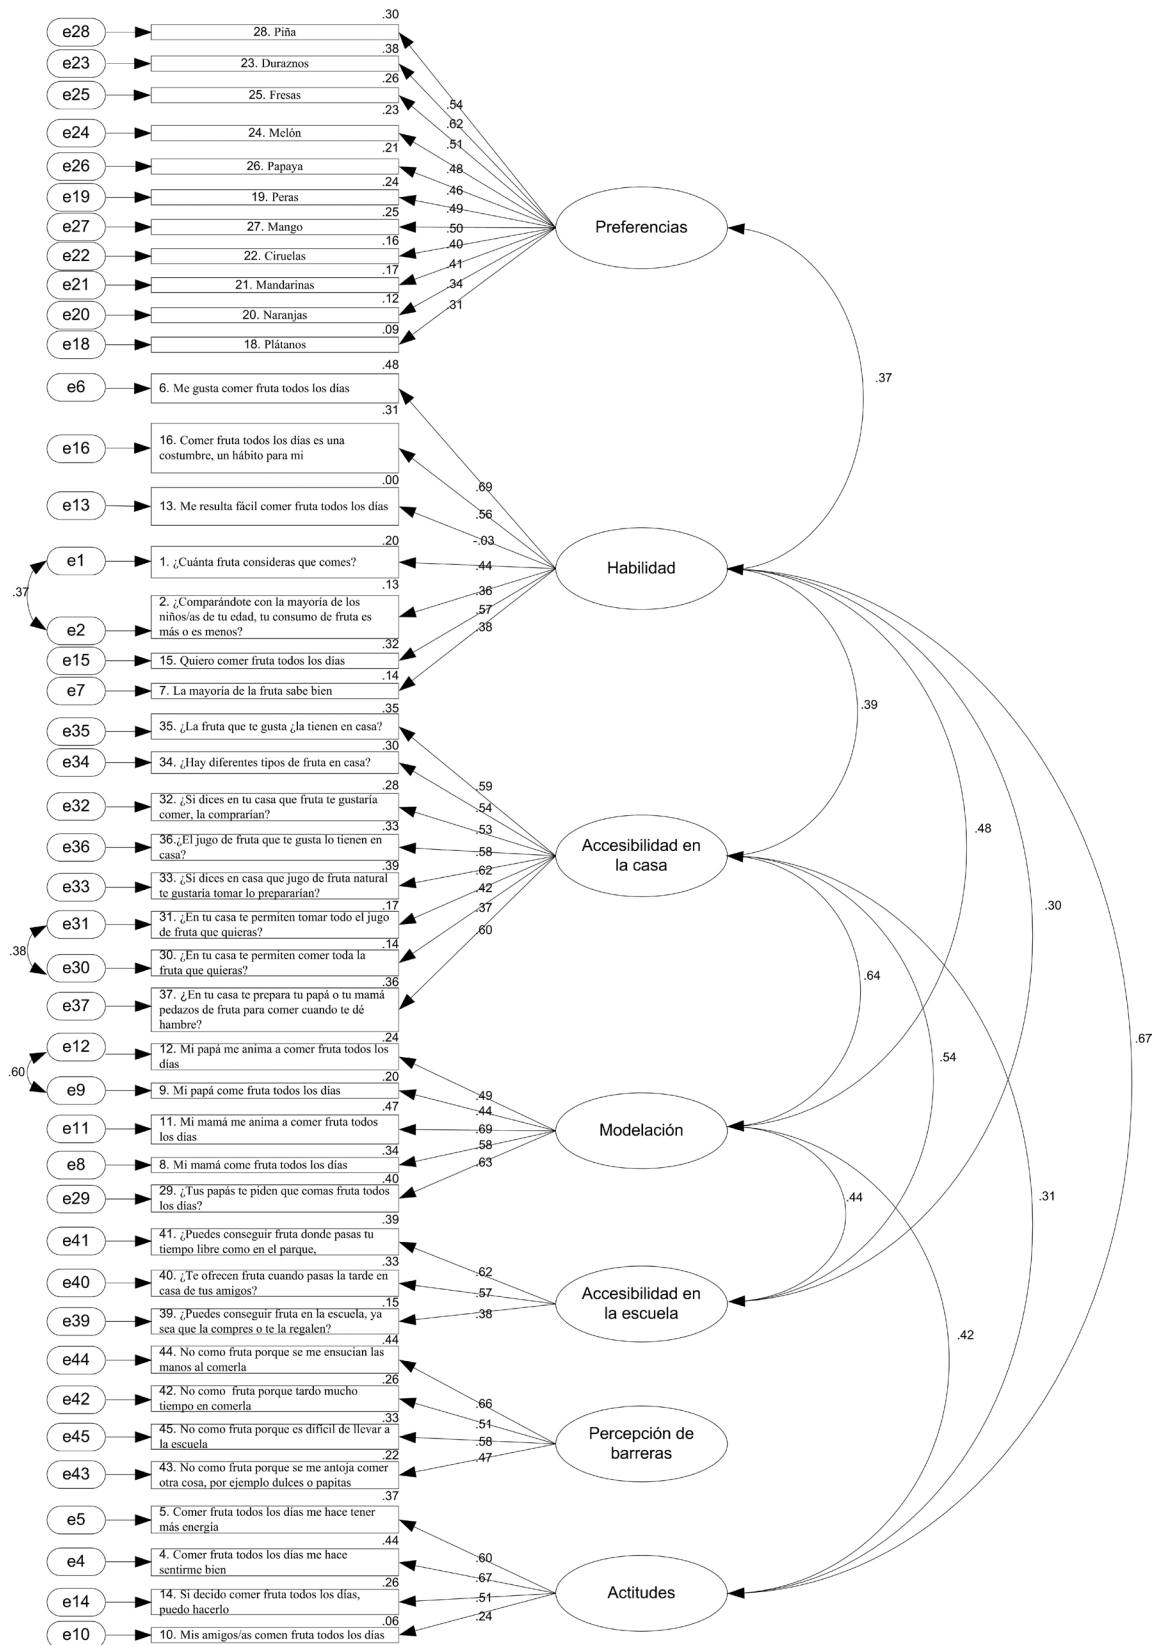 .30
e28
28. Piña
.38
e23
23. Duraznos
.26
e25
25. Fresas
.23
e24
24. Melón
.21
e26
26. Papaya
.24
e19
19. Peras
.25
e27
27. Mango
.16
e22
22. Ciruelas
.17
e21
21. Mandarinas
.12
e20
20. Naranjas
.09
e18
18. Plátanos
.54
.62
.51
.48
.46
.49
.50
.40
.41
.34
.31
Preferencias
.37
.48
e6
6. Me gusta comer fruta todos los días
.31
e16
16. Comer fruta todos los días es una
costumbre, un hábito para mi
.00
e13
13. Me resulta fácil comer fruta todos los días
.20
e1
1. ¿Cuánta fruta consideras que comes?
.13
.37
e2
2. ¿Comparándote con la mayoría de los
niños/as de tu edad, tu consumo de fruta es
más o es menos?
.32
e15
15. Quiero comer fruta todos los días
.14
e7
7. La mayoría de la fruta sabe bien
.69
.56
-.03
.44
.36
.57
.38
Habilidad
.39
.48
.30
.67
.35
e35
35. ¿La fruta que te gusta ¿la tienen en casa?
.30
e34
34. ¿Hay diferentes tipos de fruta en casa?
.28
e32
32. ¿Si dices en tu casa que fruta te gustaría
comer, la comprarían?
.33
e36
36.¿El jugo de fruta que te gusta lo tienen en
casa?
.39
e33
33. ¿Si dices en casa que jugo de fruta natural
te gustaría tomar lo prepararían?
.17
e31
31. ¿En tu casa te permiten tomar todo el jugo
de fruta que quieras?
.38
.14
e30
30. ¿En tu casa te permiten comer toda la
fruta que quieras?
.36
e37
37. ¿En tu casa te prepara tu papá o tu mamá
pedazos de fruta para comer cuando te dé
hambre?
.59
.54
.53
.58
.62
.42
.37
.60
Accesibilidad en
la casa
.64
.54
.31
.24
e12
12. Mi papá me anima a comer fruta todos los
días
.60
.20
e9
9. Mi papá come fruta todos los días
.47
e11
11. Mi mamá me anima a comer fruta todos
los días
.34
e8
8. Mi mamá come fruta todos los días
.40
e29
29. ¿Tus papás te piden que comas fruta todos
los días?
.49
.44
.69
.58
.63
Modelación
.44
.42
.39
e41
41. ¿Puedes conseguir fruta donde pasas tu
tiempo libre como en el parque,
.33
e40
40. ¿Te ofrecen fruta cuando pasas la tarde en
casa de tus amigos?
.15
e39
39. ¿Puedes conseguir fruta en la escuela, ya
sea que la compres o te la regalen?
.62
.57
.38
Accesibilidad en
la escuela
.44
e44
44. No como fruta porque se me ensucian las
manos al comerla
.26
e42
42. No como fruta porque tardo mucho
tiempo en comerla
.33
e45
45. No como fruta porque es difícil de llevar a
la escuela
.22
e43
43. No como fruta porque se me antoja comer
otra cosa, por ejemplo dulces o papitas
.66
.51
.58
.47
Percepción de
barreras
.37
e5
5. Comer fruta todos los días me hace tener
más energía
.44
e4
4. Comer fruta todos los días me hace
sentirme bien
.26
e14
14. Si decido comer fruta todos los días,
puedo hacerlo
.06
e10
10. Mis amigos/as comen fruta todos los días
.60
.67
.51
.24
Actitudes